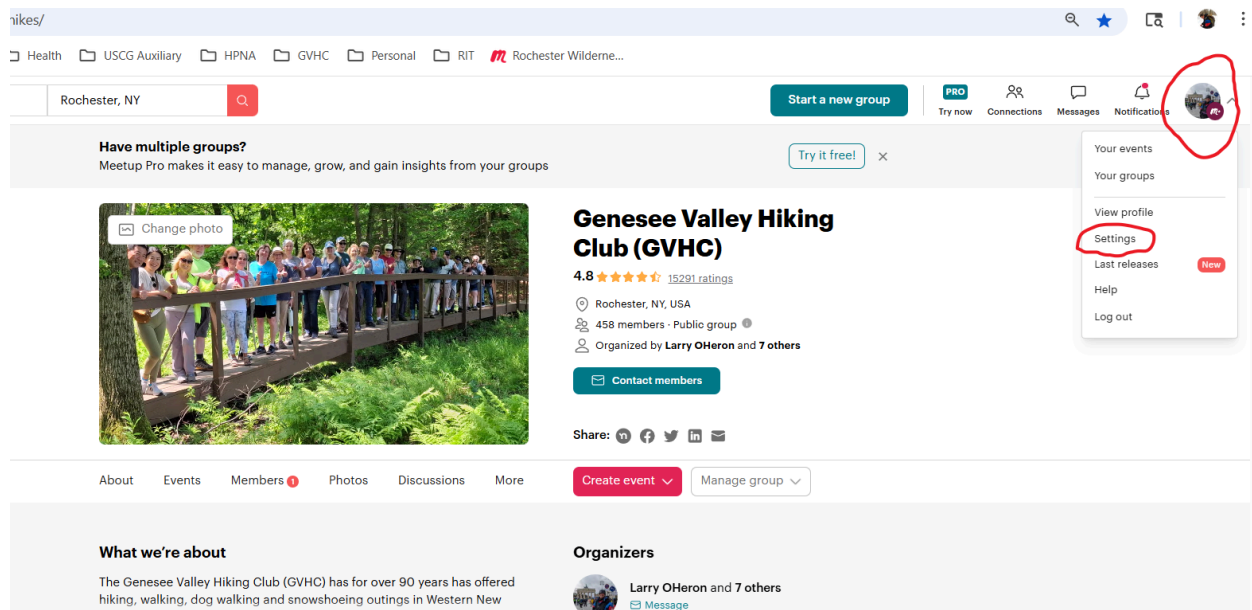 hikes/
Health USCG Auxiliary HPNA GVHC Personal RIT Rochester Wilderne...
Rochester, NY
Start a new group
PRO
Try now Connections Messages Notifications
Have multiple groups?
Meetup Pro makes it easy to manage, grow, and gain insights from your groups
Try it free!
Your events
Your groups
View profile
Settings
Last releases New
Help
Log out
Change photo
Genesee Valley Hiking
Club (GVHC)
4.8 15291 ratings
Rochester, NY, USA
458 members · Public group
Organized by Larry OHeron and 7 others
Contact members
Share:
About Events Members 1 Photos Discussions More
Create event Manage group
What we're about
The Genesee Valley Hiking Club (GVHC) has for over 90 years has offered
hiking, walking, dog walking and snowshoeing outings in Western New
Organizers
Larry OHeron and 7 others
Message